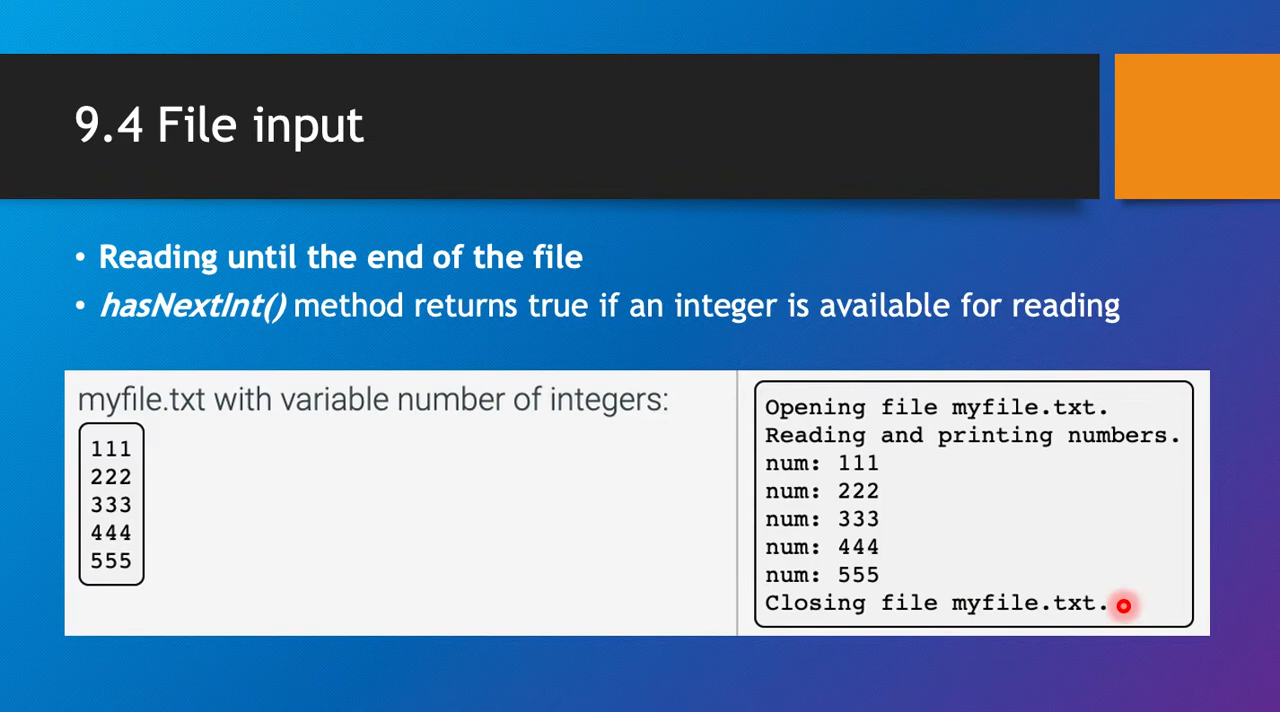 9.4 File input
• Reading until the end of the file
• hasNextInt() method returns true if an integer is available for reading
myfile.txt with variable number of integers:
111
222
333
444
555
Opening file myfile.txt.
Reading and printing numbers.
num: 111
num: 222
num: 333
num: 444
num: 555
Closing file myfile.txt.